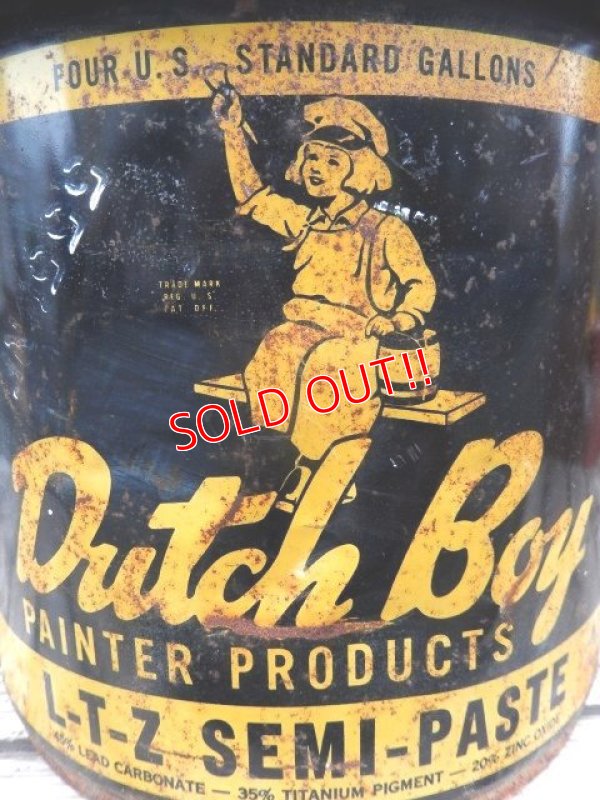 FOUR U.S. STANDARD GALLONS
TRADE MARK
REG. U. S.
PAT. OFF.
SOLD OUT!!
Dutch Boy
PAINTER PRODUCTS
L-T-Z SEMI-PASTE
45% LEAD CARBONATE — 35% TITANIUM PIGMENT — 20% ZINC OXIDE